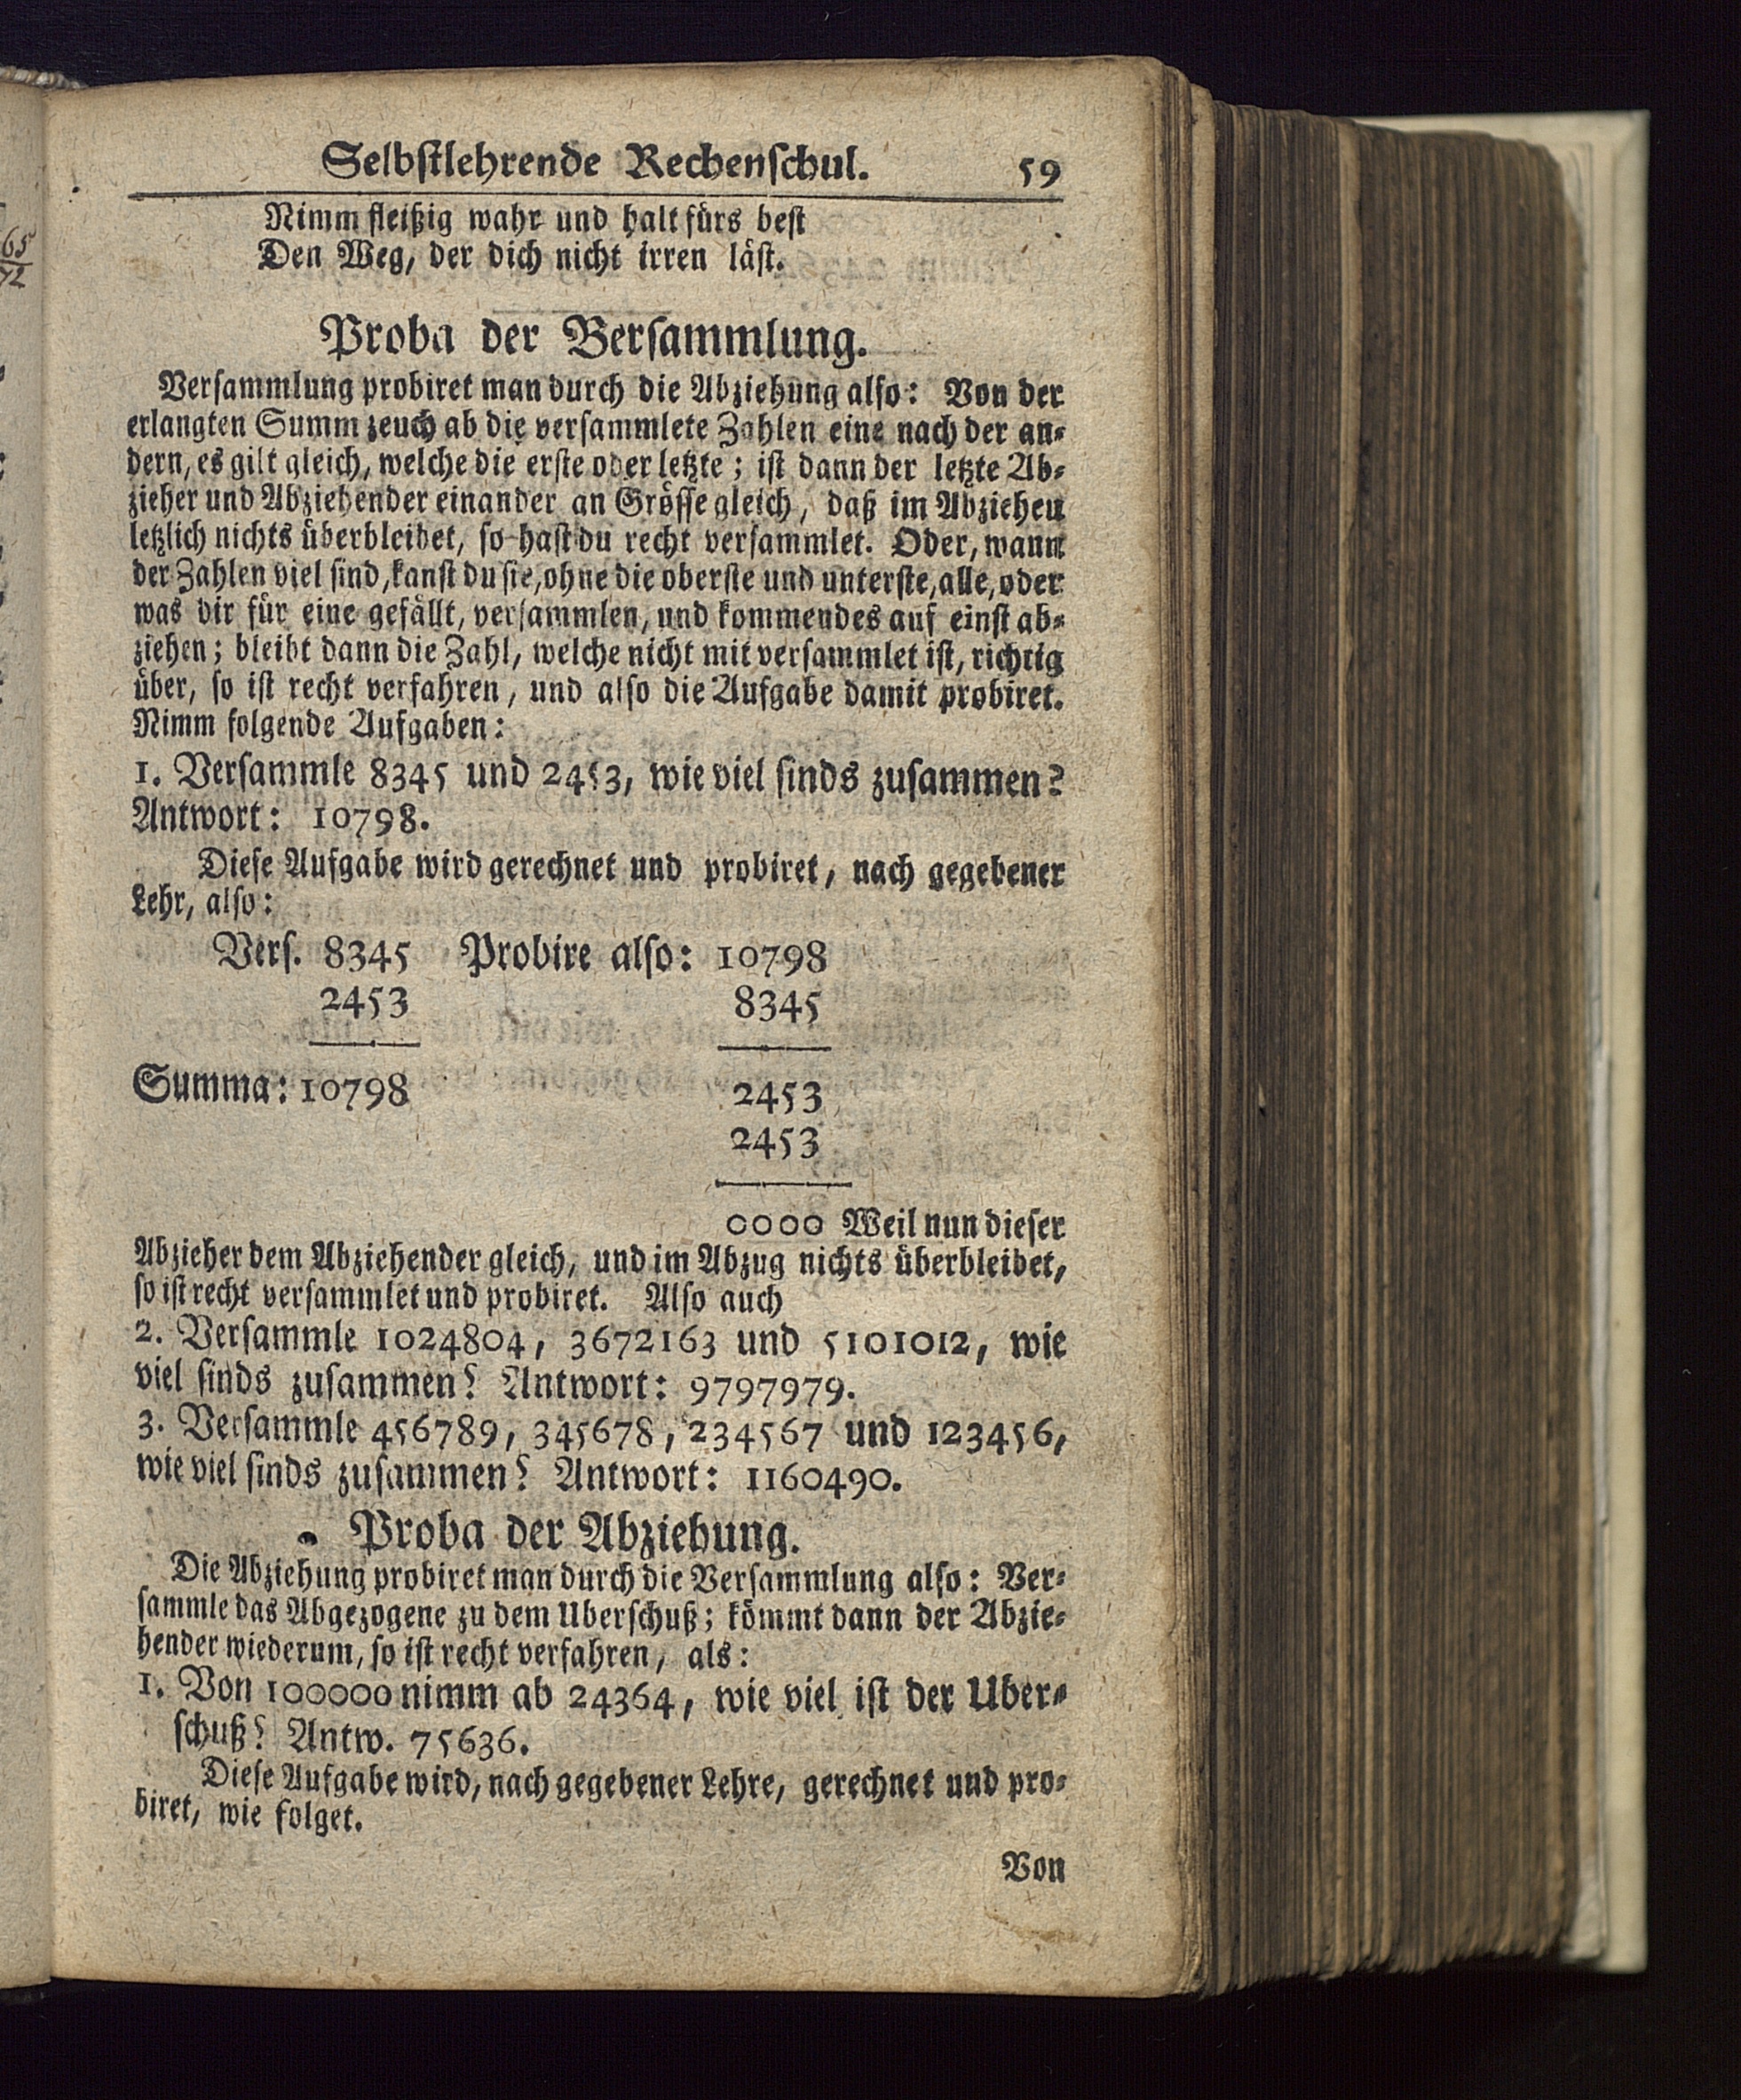 Selbstlehrende Rechenschul. 59
Nimm fleißig wahr und halt fürs best
Den Weg, der dich nicht irren läst.
Proba der Versammlung.
Versammlung probiret man durch die Abziehung also: Von der
erlangten Summ zeuch ab die versammlete Zahlen eine nach der an-
dern, es gilt gleich, welche die erste oder letzte; ist dann der letzte Ab-
zieher und Abziehender einander an Grösse gleich, daß im Abziehen
letzlich nichts überbleibet, so hast du recht versammlet. Oder, wann
der Zahlen viel sind, kanst du sie, ohne die oberste und unterste, alle, oder
was dir für eine gefällt, versammlen, und kommendes auf einst ab-
ziehen; bleibt dann die Zahl, welche nicht mit versammlet ist, richtig
über, so ist recht verfahren, und also die Aufgabe damit probiret.
Nimm folgende Aufgaben:
1. Versammle 8345 und 2453, wie viel sinds zusammen?
Antwort: 10798.
Diese Aufgabe wird gerechnet und probiret, nach gegebener
Lehr, also:
Vers. 8345 Probire also: 10798
2453 8345
Summa: 10798 2453
2453
0000 Weil nun dieser
Abzieher dem Abziehender gleich, und im Abzug nichts überbleibet,
so ist recht versammlet und probiret. Also auch
2. Versammle 1024804, 3672163 und 5101012, wie
viel sinds zusammen? Antwort: 9797979.
3. Versammle 456789, 345678, 234567 und 123456,
wie viel sinds zusammen? Antwort: 1160490.
Proba der Abziehung.
Die Abziehung probiret man durch die Versammlung also: Ver-
sammle das Abgezogene zu dem Uberschuß; kömmt dann der Abzie-
hender wiederum, so ist recht verfahren, als:
1. Von 100000 nimm ab 24364, wie viel ist der Uber-
schuß? Antw. 75636.
Diese Aufgabe wird, nach gegebener Lehre, gerechnet und pro-
biret, wie folget.
Von
65
72